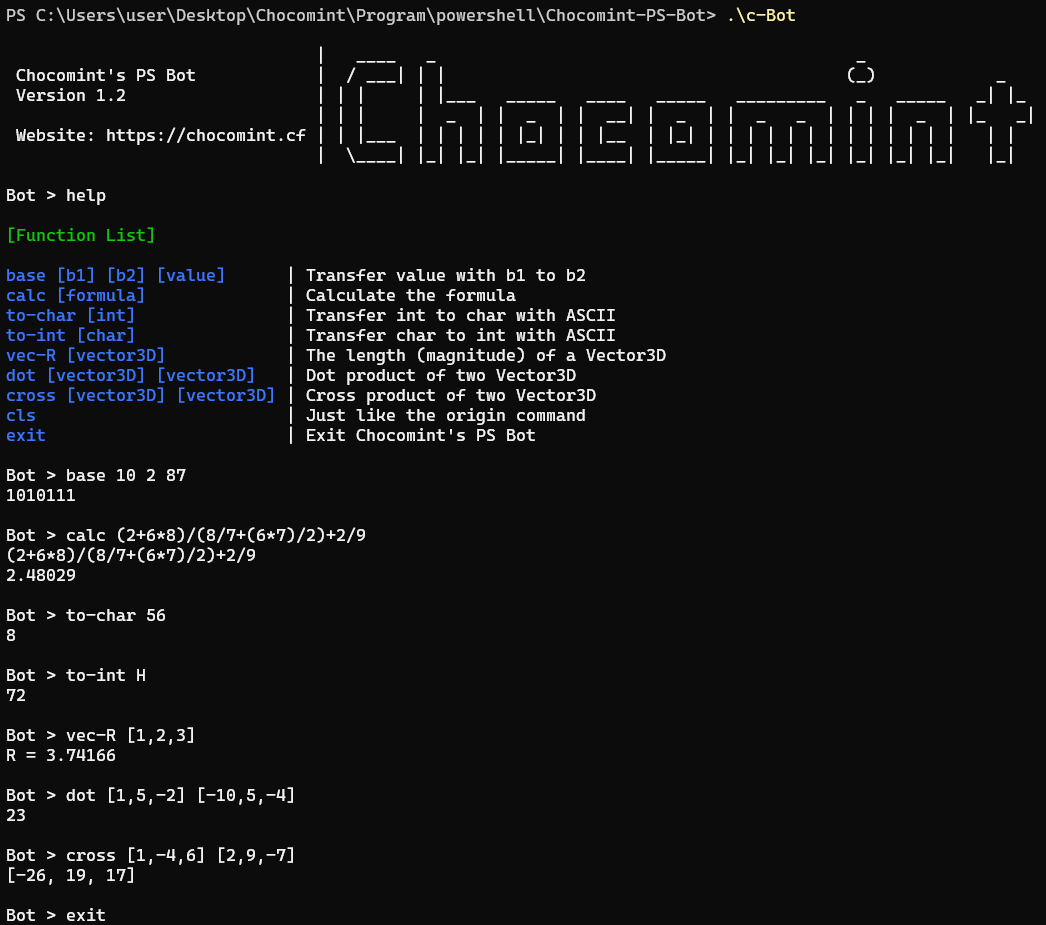 PS C:\Users\user\Desktop\Chocomint\Program\powershell\Chocomint-PS-Bot> .\c-Bot
Chocomint's PS Bot
Version 1.2
Website: https://chocomint.cf
Chocomint
Bot > help
[Function List]
base [b1] [b2] [value] | Transfer value with b1 to b2
calc [formula] | Calculate the formula
to-char [int] | Transfer int to char with ASCII
to-int [char] | Transfer char to int with ASCII
vec-R [vector3D] | The length (magnitude) of a Vector3D
dot [vector3D] [vector3D] | Dot product of two Vector3D
cross [vector3D] [vector3D] | Cross product of two Vector3D
cls | Just like the origin command
exit | Exit Chocomint's PS Bot
Bot > base 10 2 87
1010111
Bot > calc (2+6*8)/(8/7+(6*7)/2)+2/9
(2+6*8)/(8/7+(6*7)/2)+2/9
2.48029
Bot > to-char 56
8
Bot > to-int H
72
Bot > vec-R [1,2,3]
R = 3.74166
Bot > dot [1,5,-2] [-10,5,-4]
23
Bot > cross [1,-4,6] [2,9,-7]
[-26, 19, 17]
Bot > exit